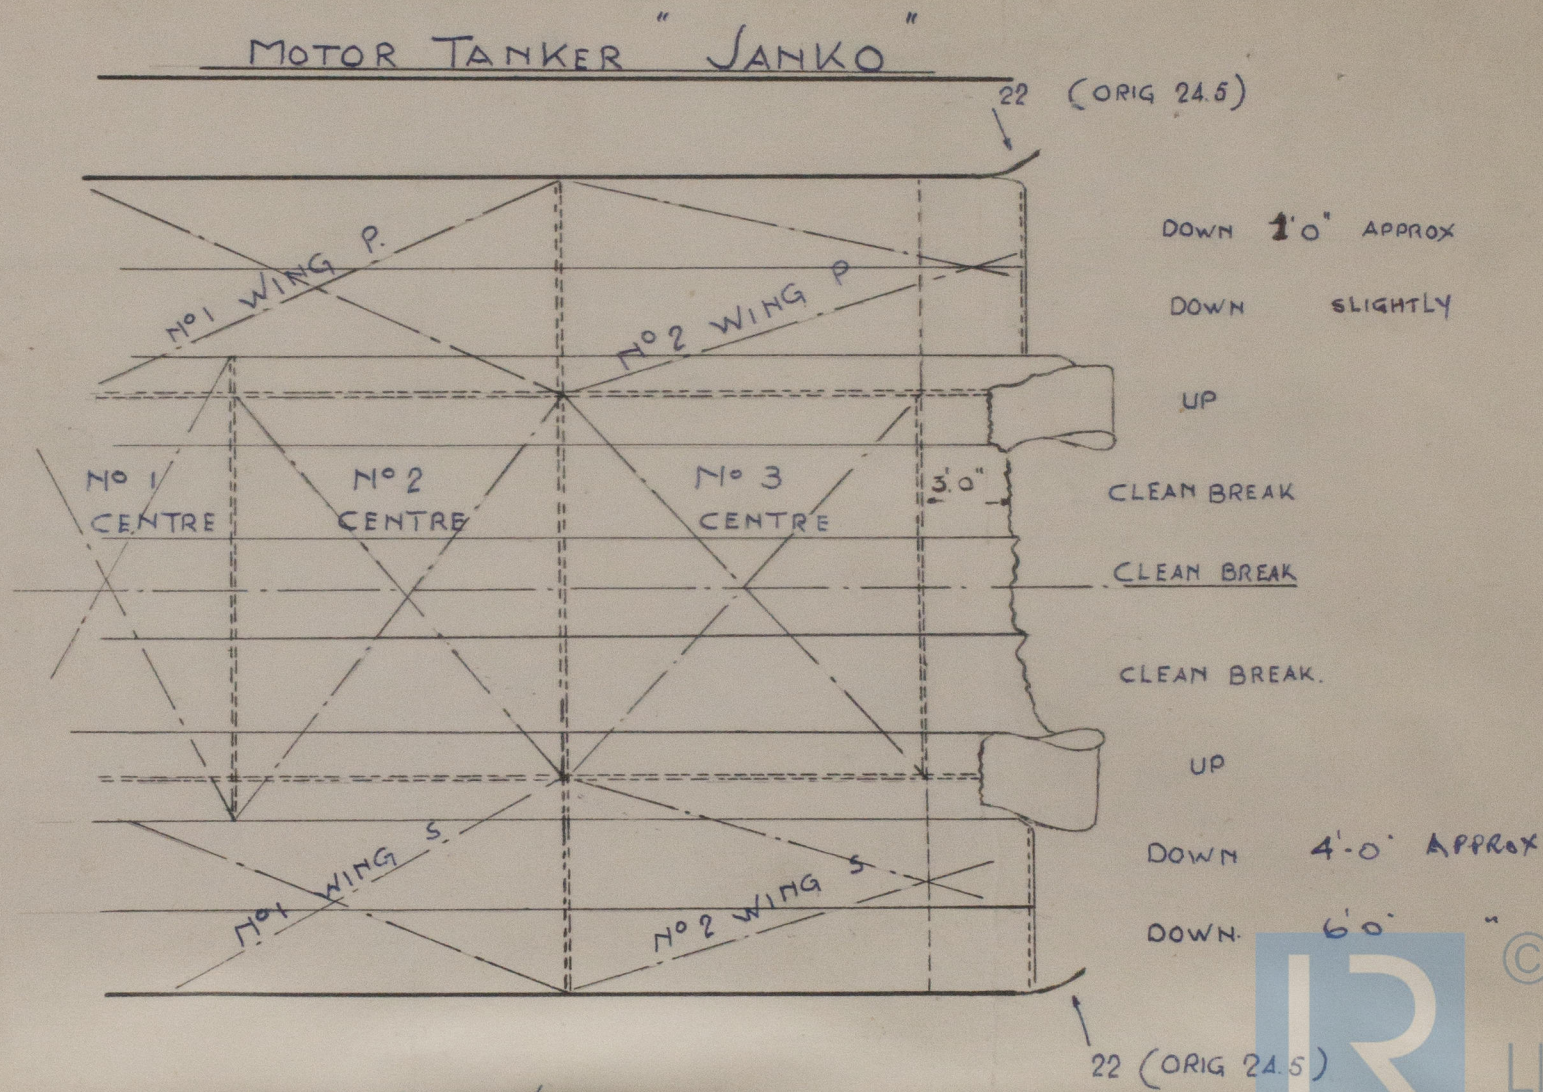 MOTOR TANKER "JANKO"
22 (ORIG 24.5)
DOWN 1'0" APPROX
No 1 WING P.
No 2 WING P
DOWN SLIGHTLY
UP
No 1 CENTRE
No 2 CENTRE
No 3 CENTRE
3'.0"
CLEAN BREAK
CLEAN BREAK
CLEAN BREAK.
UP
No 1 WING S.
No 2 WING S
DOWN 4'-0" APPROX
DOWN. 6'0" "
22 (ORIG 24.5)
LR
©